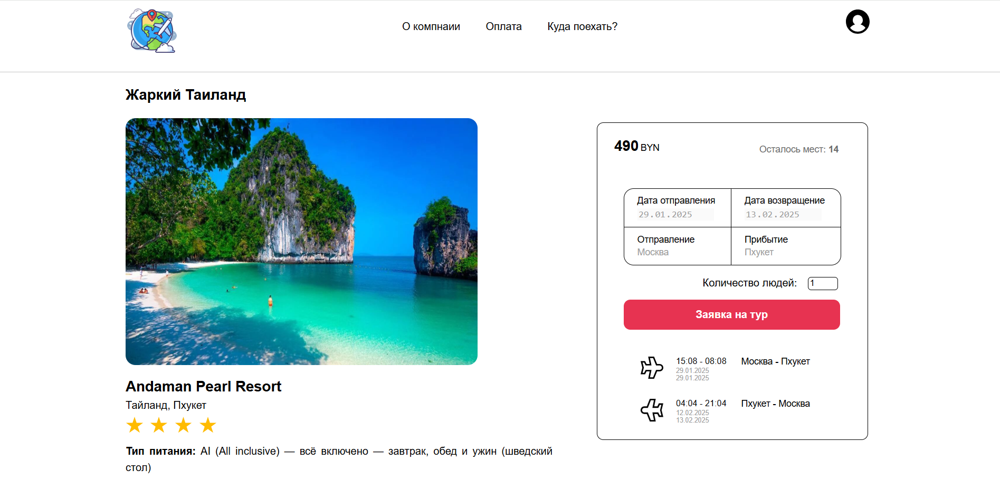 О компнаии Оплата Куда поехать?
Жаркий Таиланд
490 BYN Осталось мест: 14
Дата отправления Дата возвращение
29.01.2025 13.02.2025
Отправление Прибытие
Москва Пхукет
Количество людей: 1
Заявка на тур
15:08 - 08:08 Москва - Пхукет
29.01.2025
29.01.2025
04:04 - 21:04 Пхукет - Москва
12.02.2025
13.02.2025
Andaman Pearl Resort
Тайланд, Пхукет
Тип питания: AI (All inclusive) — всё включено — завтрак, обед и ужин (шведский
стол)